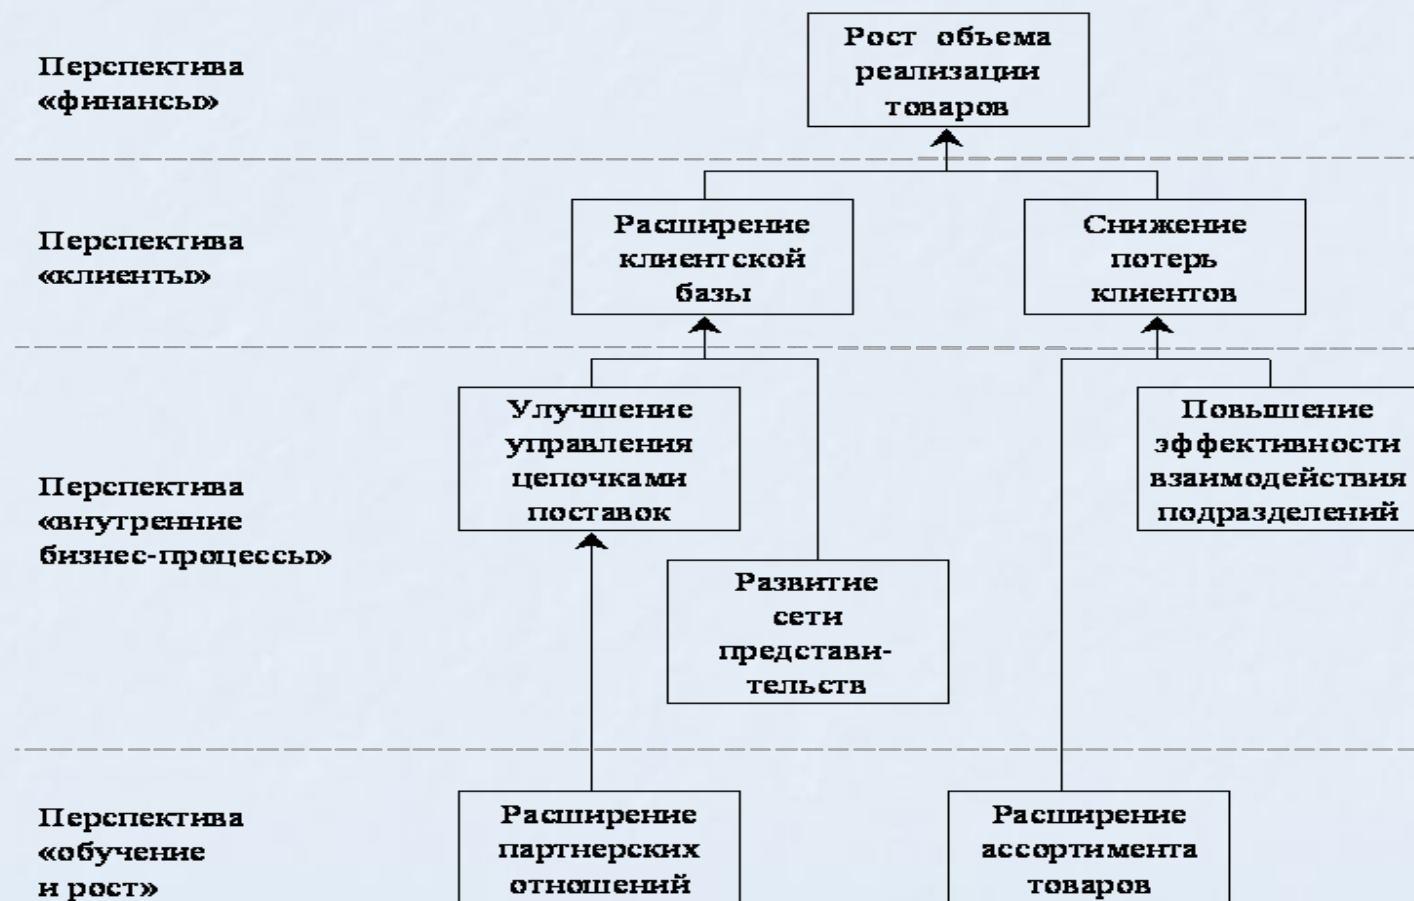 Рост объема
реализации
товаров
Перспектива
«финансы»
Перспектива
«клиенты»
Расширение
клиентской
базы
Снижение
потерь
клиентов
Перспектива
«внутренние
бизнес-процессы»
Улучшение
управления
цепочками
поставок
Повышение
эффективности
взаимодействия
подразделений
Развитие
сети
представи-
тельств
Перспектива
«обучение
и рост»
Расширение
партнерских
отношений
Расширение
ассортимента
товаров